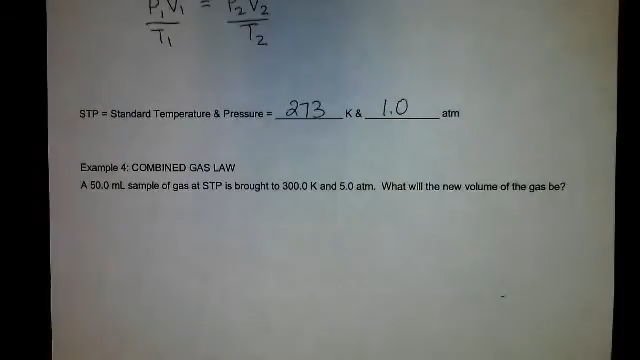 P₁V₁ = P₂V₂
T₁ T₂
STP = Standard Temperature & Pressure = 273 K & 1.0 atm
Example 4: COMBINED GAS LAW
A 50.0 mL sample of gas at STP is brought to 300.0 K and 5.0 atm. What will the new volume of the gas be?